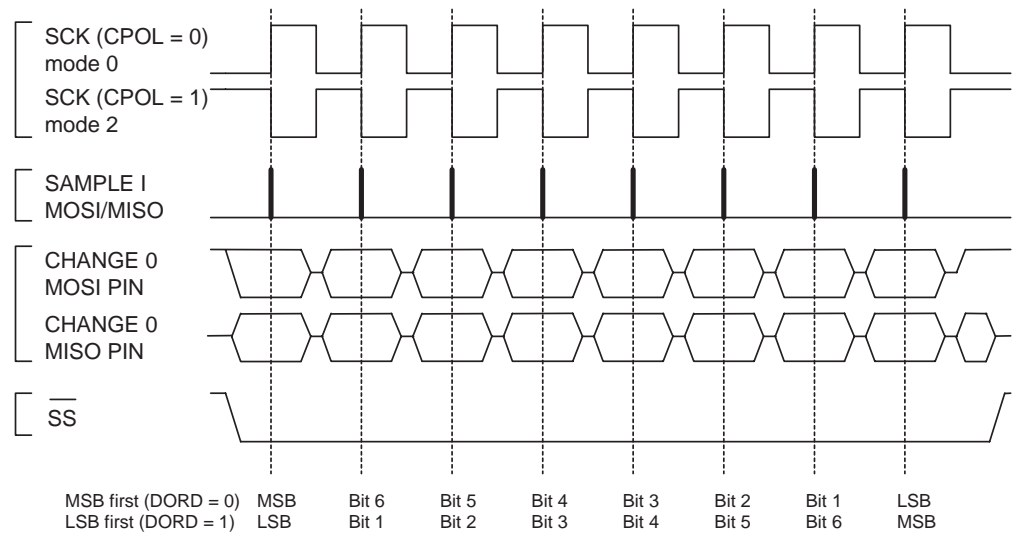 SCK (CPOL = 0)
mode 0
SCK (CPOL = 1)
mode 2
SAMPLE I
MOSI/MISO
CHANGE 0
MOSI PIN
CHANGE 0
MISO PIN
SS
MSB first (DORD = 0) MSB Bit 6 Bit 5 Bit 4 Bit 3 Bit 2 Bit 1 LSB
LSB first (DORD = 1) LSB Bit 1 Bit 2 Bit 3 Bit 4 Bit 5 Bit 6 MSB